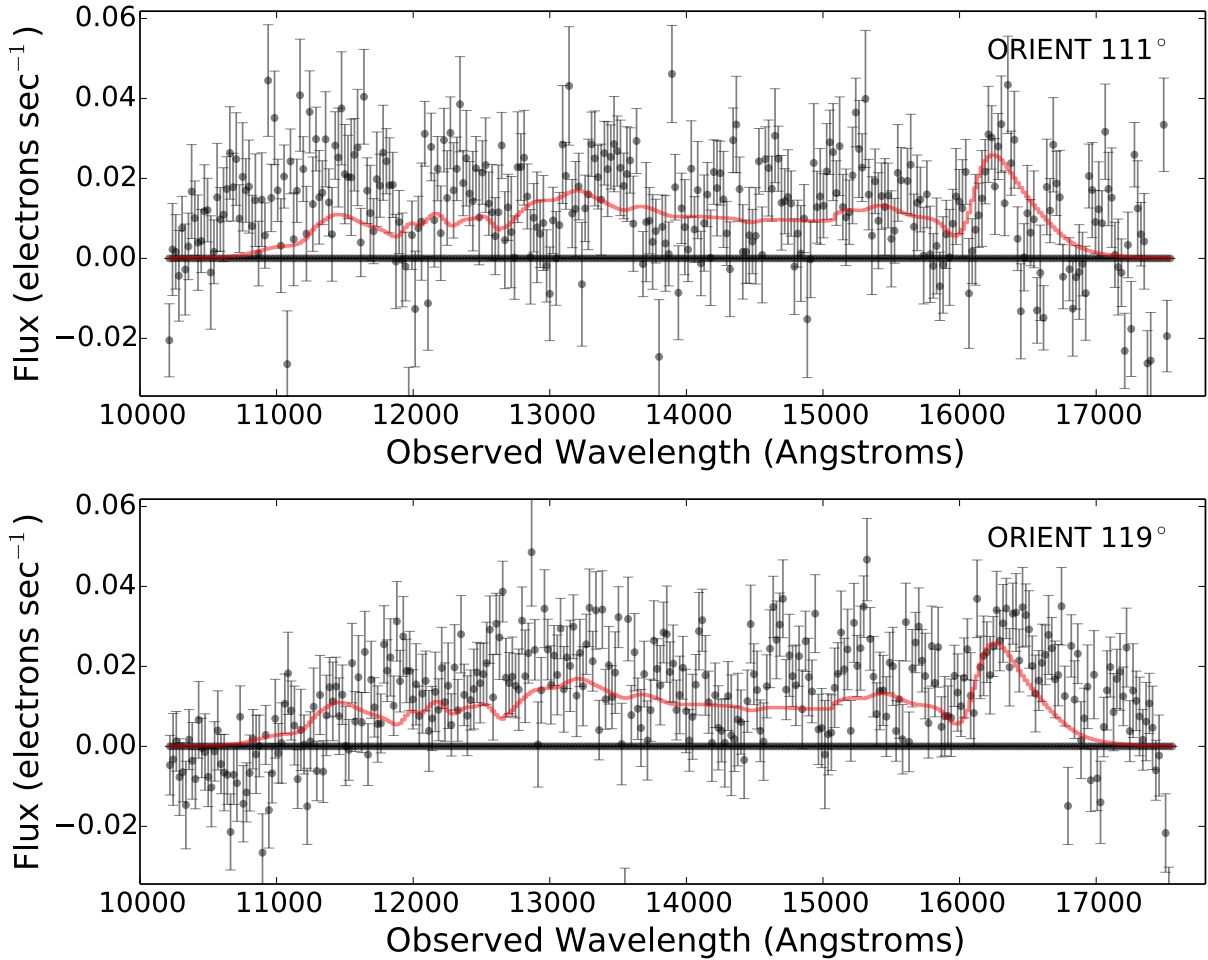 0.06
ORIENT 111°
0.04
0.02
0.00
−0.02
Flux (electrons sec⁻¹)
10000 11000 12000 13000 14000 15000 16000 17000
Observed Wavelength (Angstroms)
0.06
ORIENT 119°
0.04
0.02
0.00
−0.02
Flux (electrons sec⁻¹)
10000 11000 12000 13000 14000 15000 16000 17000
Observed Wavelength (Angstroms)